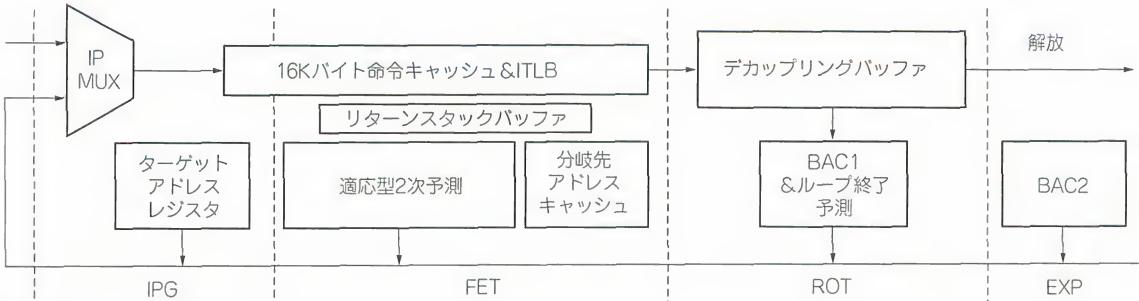 IP
MUX
16Kバイト命令キャッシュ&ITLB
デカップリングバッファ
解放
リターンスタックバッファ
ターゲット
アドレス
レジスタ
適応型2次予測
分岐先
アドレス
キャッシュ
BAC1
&ループ終了
予測
BAC2
IPG
FET
ROT
EXP